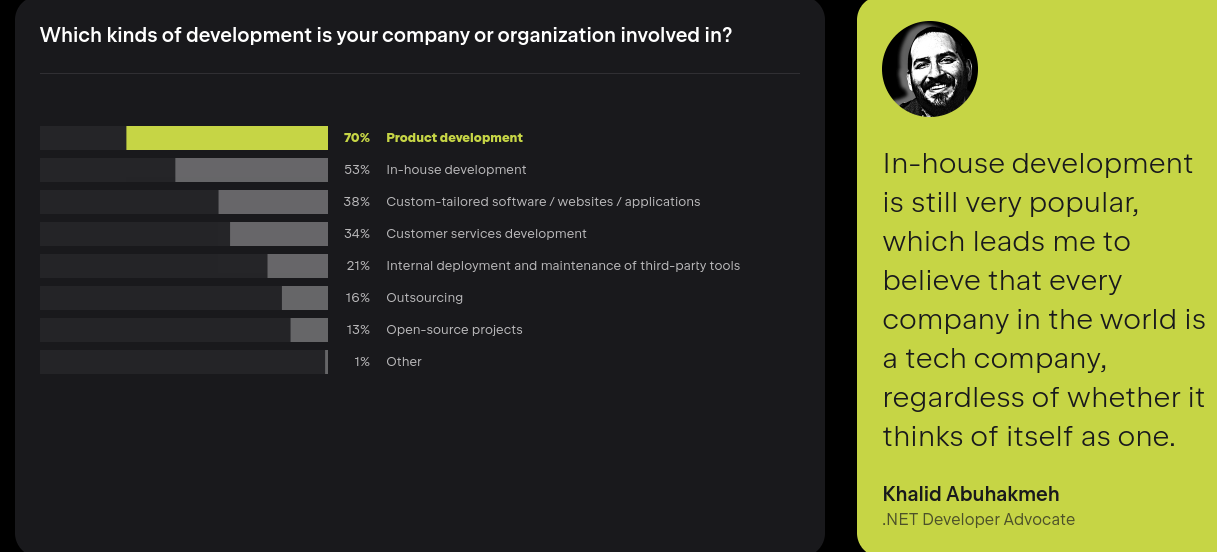 Which kinds of development is your company or organization involved in?
70% Product development
53% In-house development
38% Custom-tailored software / websites / applications
34% Customer services development
21% Internal deployment and maintenance of third-party tools
16% Outsourcing
13% Open-source projects
1% Other
In-house development
is still very popular,
which leads me to
believe that every
company in the world is
a tech company,
regardless of whether it
thinks of itself as one.
Khalid Abuhakmeh
.NET Developer Advocate